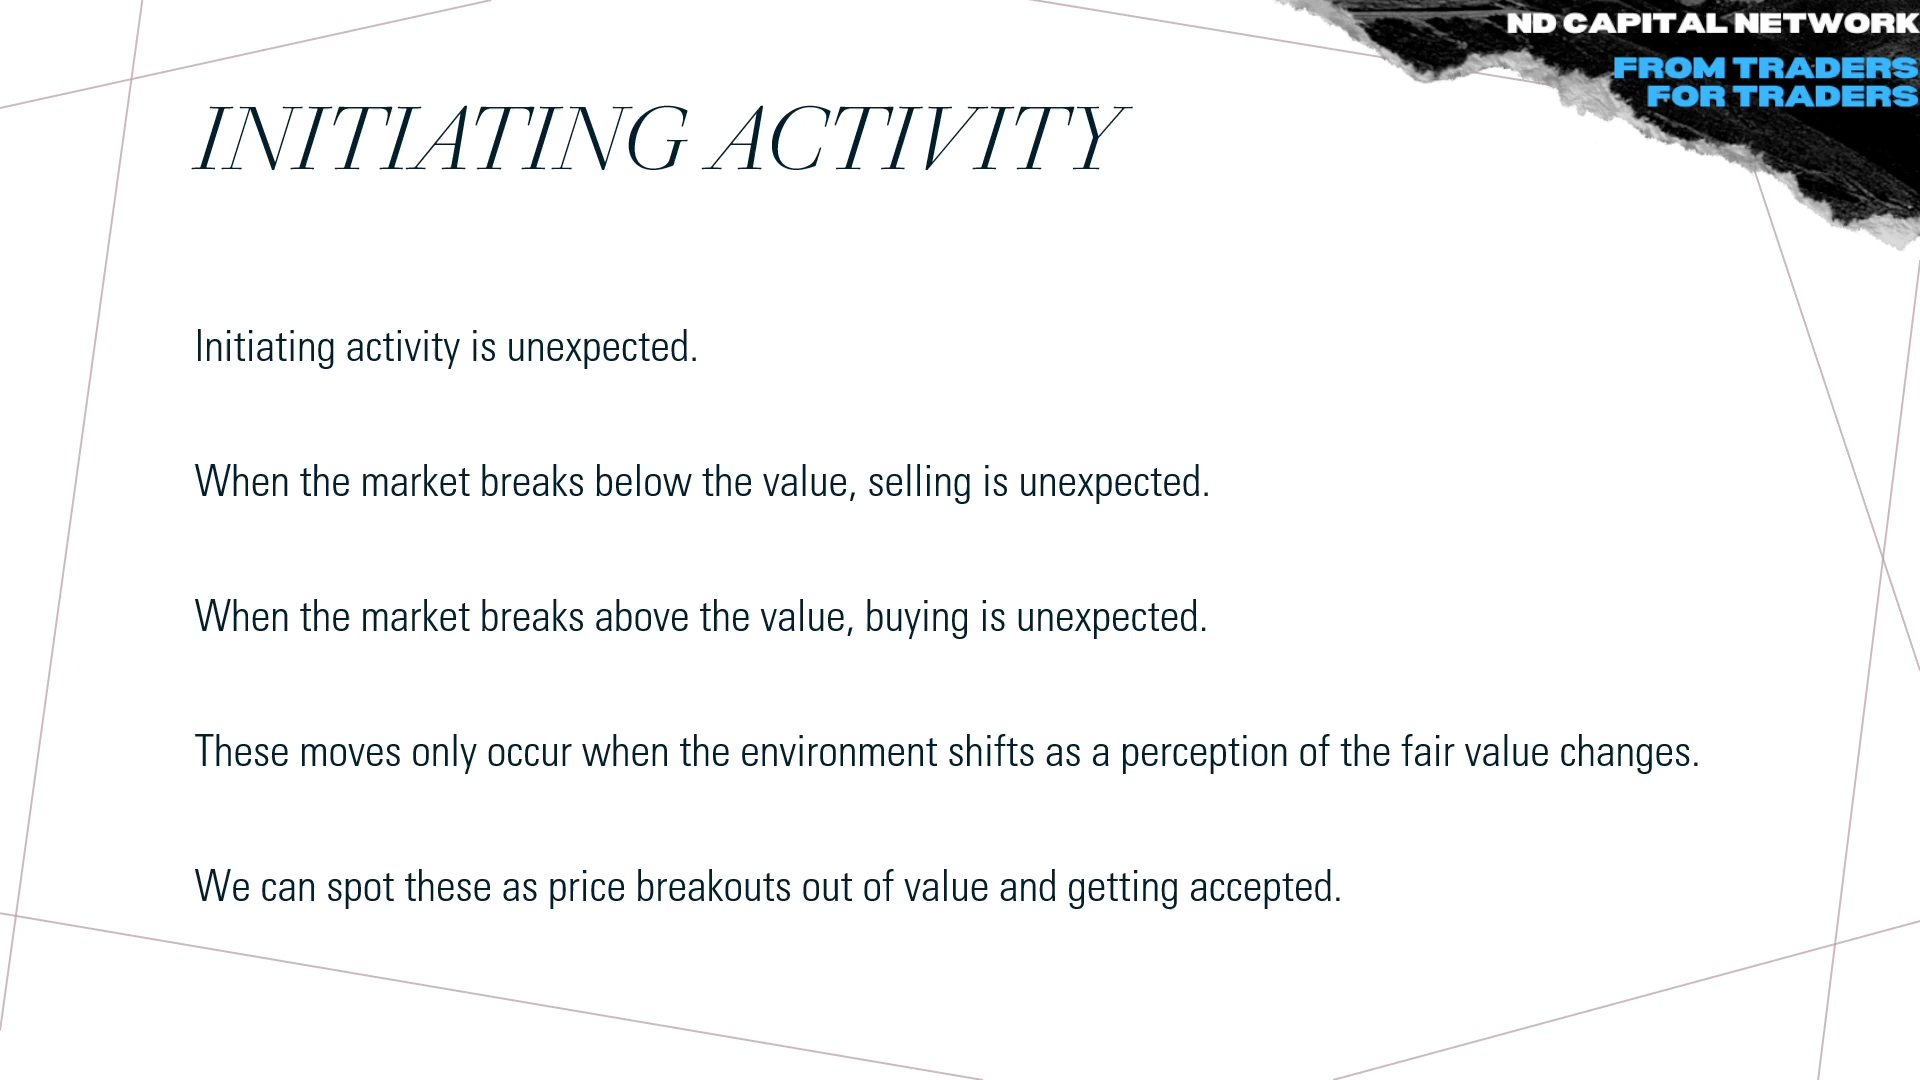 ND CAPITAL NETWORK
FROM TRADERS
FOR TRADERS
INITIATING ACTIVITY
Initiating activity is unexpected.
When the market breaks below the value, selling is unexpected.
When the market breaks above the value, buying is unexpected.
These moves only occur when the environment shifts as a perception of the fair value changes.
We can spot these as price breakouts out of value and getting accepted.